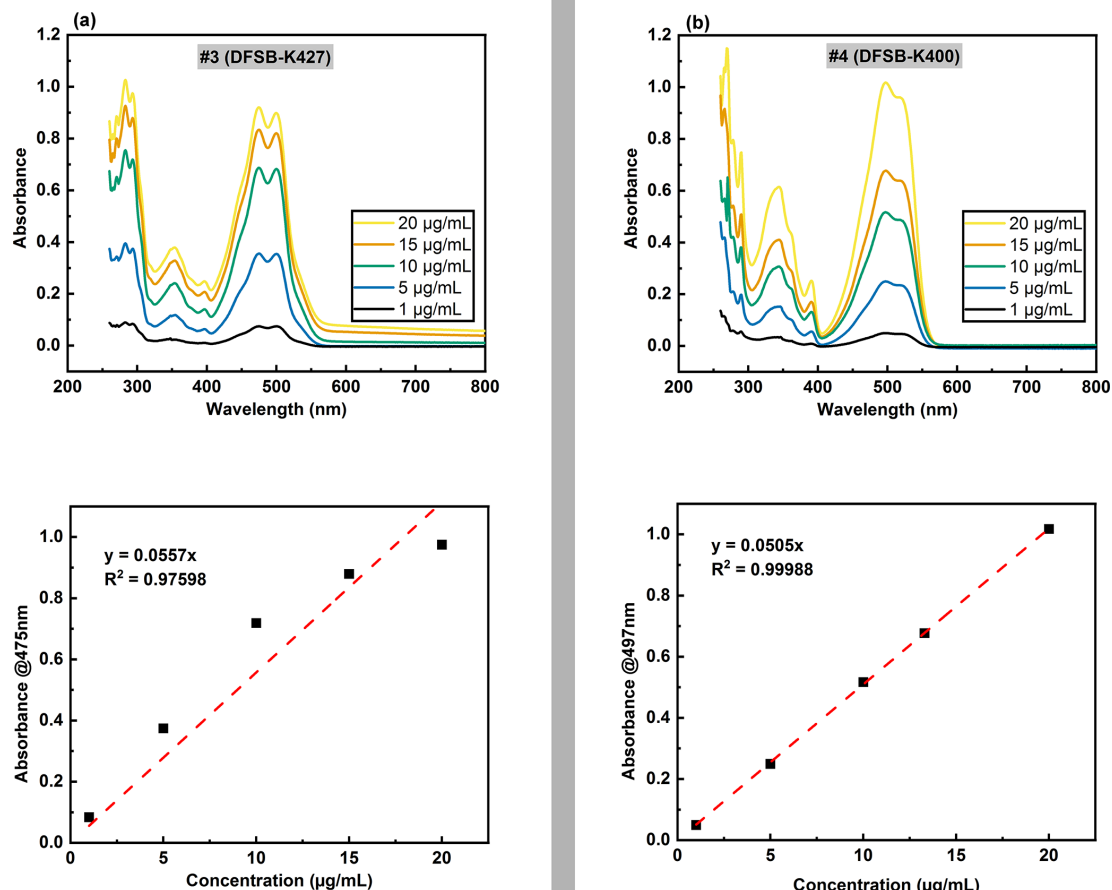 (a)
#3 (DFSB-K427)
1.2
1.0
0.8
0.6
0.4
0.2
0.0
Absorbance
20 µg/mL
15 µg/mL
10 µg/mL
5 µg/mL
1 µg/mL
200 300 400 500 600 700 800
Wavelength (nm)
(b)
#4 (DFSB-K400)
1.2
1.0
0.8
0.6
0.4
0.2
0.0
Absorbance
20 µg/mL
15 µg/mL
10 µg/mL
5 µg/mL
1 µg/mL
200 300 400 500 600 700 800
Wavelength (nm)
y = 0.0557x
R² = 0.97598
1.0
0.8
0.6
0.4
0.2
0.0
Absorbance @475nm
0 5 10 15 20
Concentration (µg/mL)
y = 0.0505x
R² = 0.99988
1.0
0.8
0.6
0.4
0.2
0.0
Absorbance @497nm
0 5 10 15 20
Concentration (µg/mL)